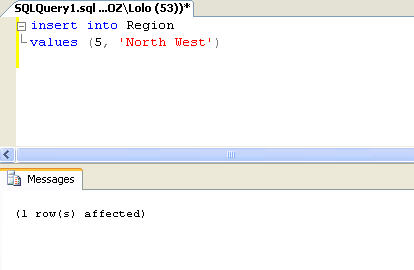 SQLQuery1.sql ...OZ\Lolo (53))*
insert into Region
values (5, 'North West')
Messages
(1 row(s) affected)